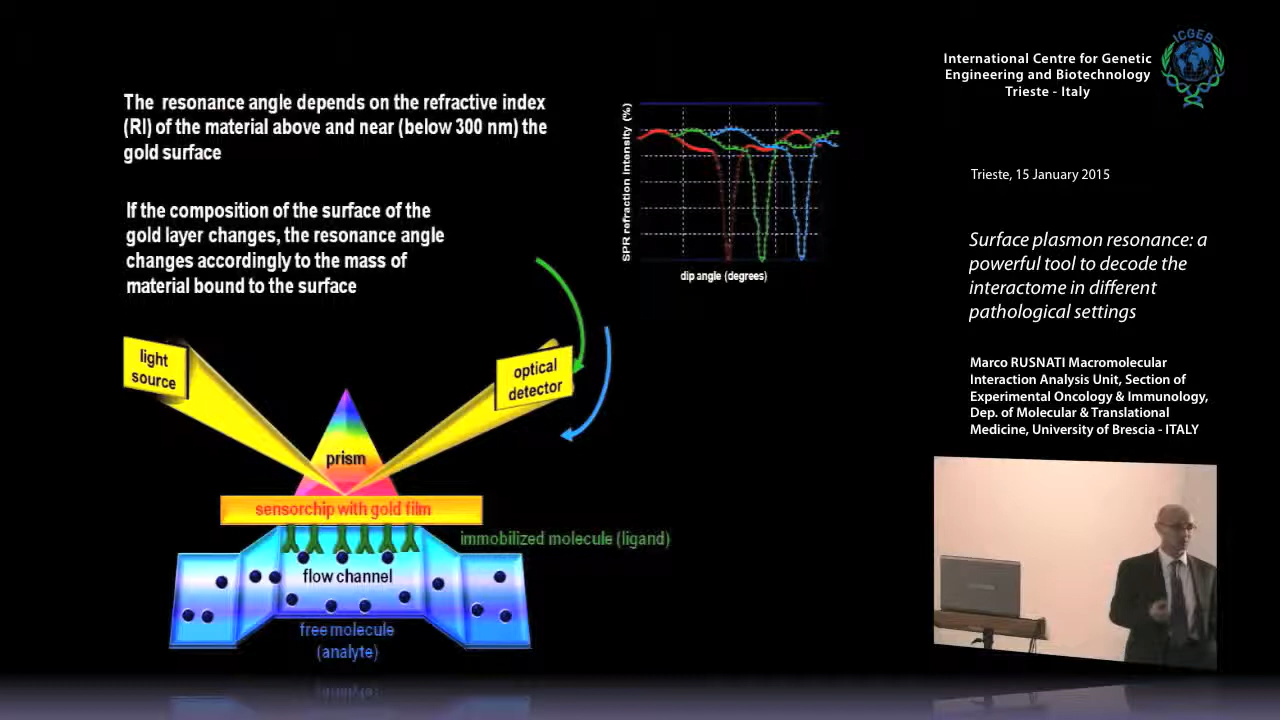 The resonance angle depends on the refractive index
(RI) of the material above and near (below 300 nm) the
gold surface
If the composition of the surface of the
gold layer changes, the resonance angle
changes accordingly to the mass of
material bound to the surface
SPR refraction intensity (%)
dip angle (degrees)
light
source
optical
detector
prism
sensorchip with gold film
immobilized molecule (ligand)
flow channel
free molecule
(analyte)
International Centre for Genetic
Engineering and Biotechnology
Trieste - Italy
ICGEB
Trieste, 15 January 2015
Surface plasmon resonance: a
powerful tool to decode the
interactome in different
pathological settings
Marco RUSNATI Macromolecular
Interaction Analysis Unit, Section of
Experimental Oncology & Immunology,
Dep. of Molecular & Translational
Medicine, University of Brescia - ITALY